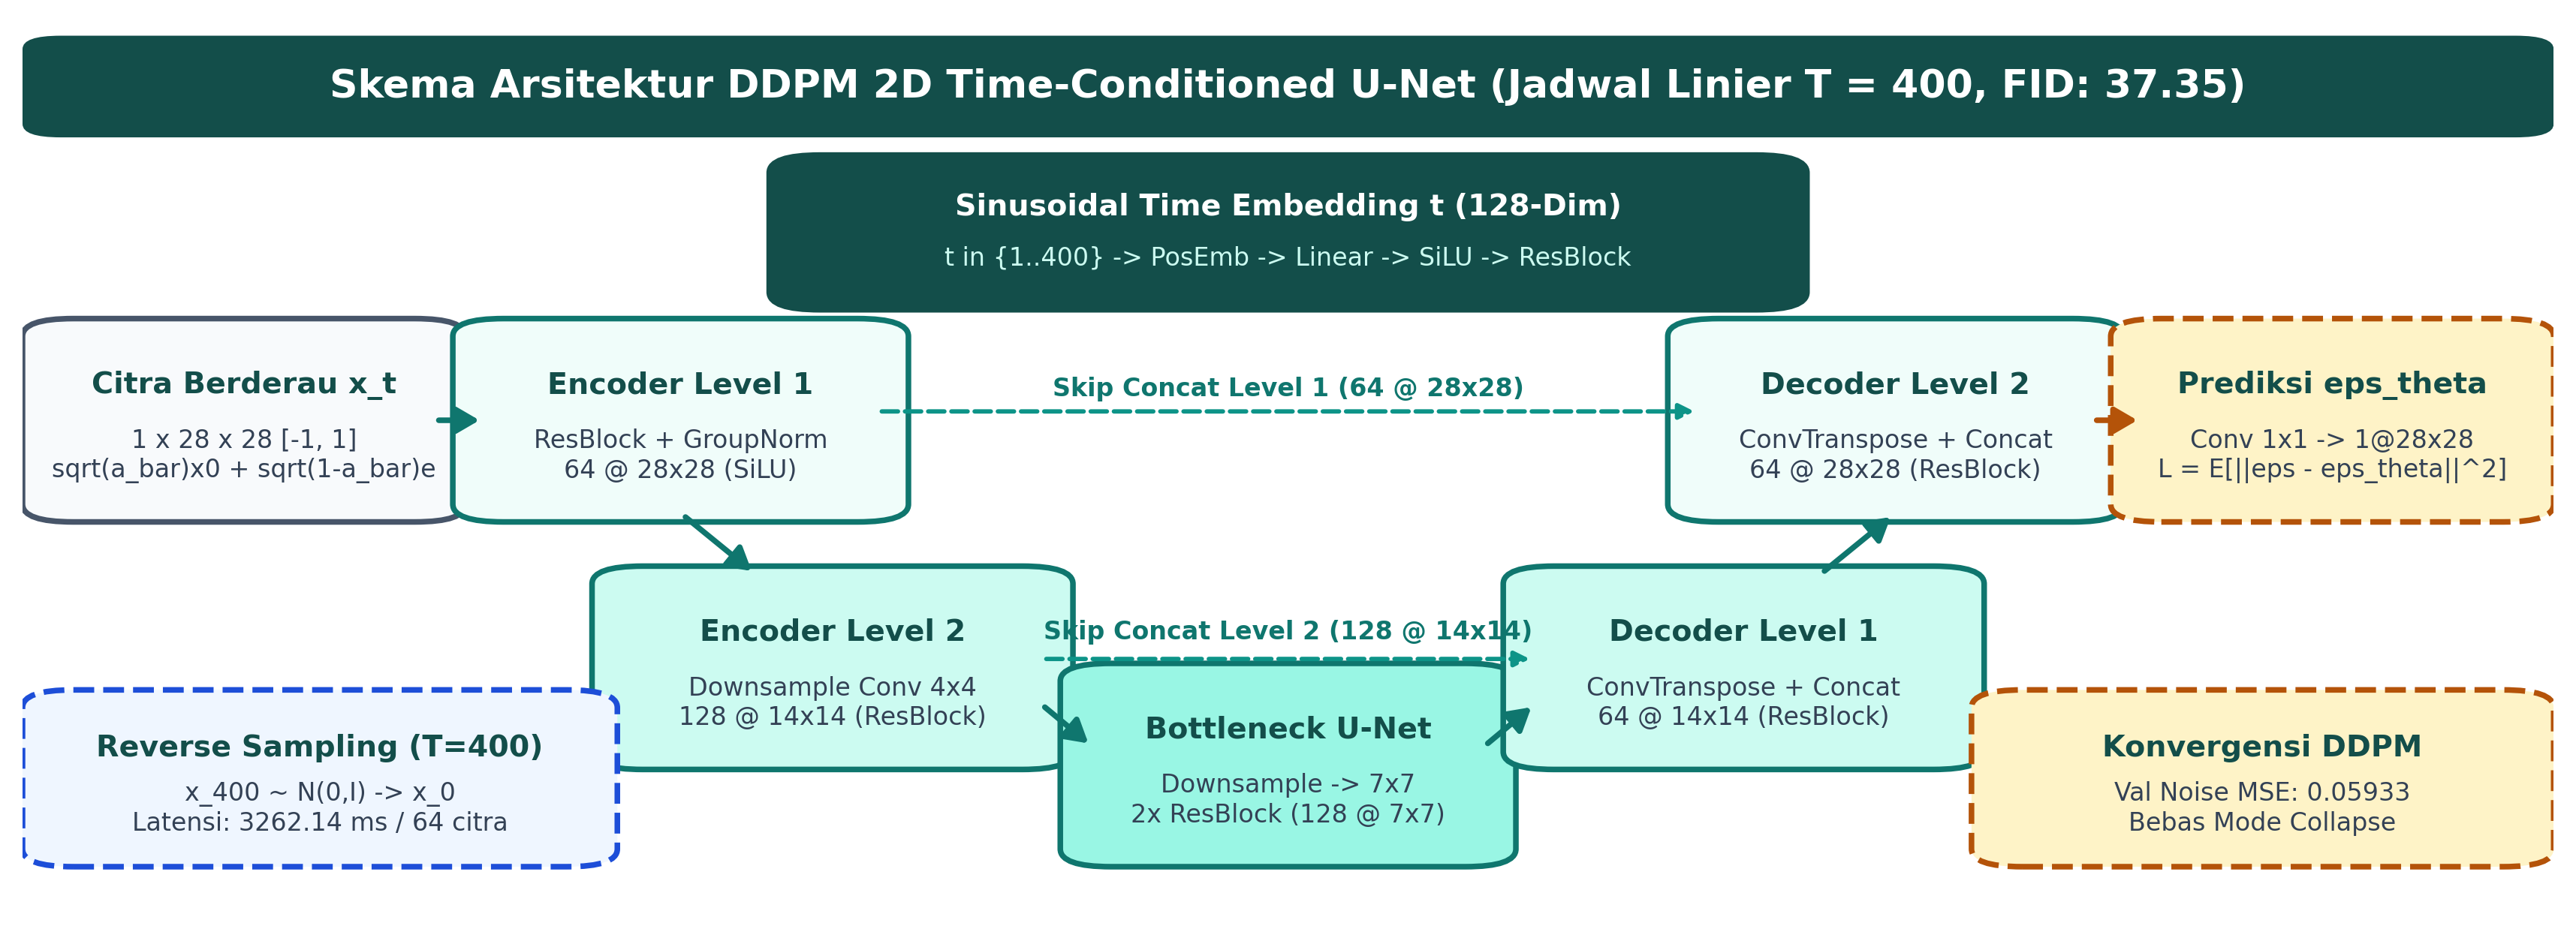 Skema Arsitektur DDPM 2D Time-Conditioned U-Net (Jadwal Linier T = 400, FID: 37.35)
Sinusoidal Time Embedding t (128-Dim)
t in {1..400} -> PosEmb -> Linear -> SiLU -> ResBlock
Citra Berderau x_t
1 x 28 x 28 [-1, 1]
sqrt(a_bar)x0 + sqrt(1-a_bar)e
Encoder Level 1
ResBlock + GroupNorm
64 @ 28x28 (SiLU)
Skip Concat Level 1 (64 @ 28x28)
Decoder Level 2
ConvTranspose + Concat
64 @ 28x28 (ResBlock)
Prediksi eps_theta
Conv 1x1 -> 1@28x28
L = E[||eps - eps_theta||^2]
Encoder Level 2
Downsample Conv 4x4
128 @ 14x14 (ResBlock)
Skip Concat Level 2 (128 @ 14x14)
Decoder Level 1
ConvTranspose + Concat
64 @ 14x14 (ResBlock)
Reverse Sampling (T=400)
x_400 ~ N(0,I) -> x_0
Latensi: 3262.14 ms / 64 citra
Bottleneck U-Net
Downsample -> 7x7
2x ResBlock (128 @ 7x7)
Konvergensi DDPM
Val Noise MSE: 0.05933
Bebas Mode Collapse